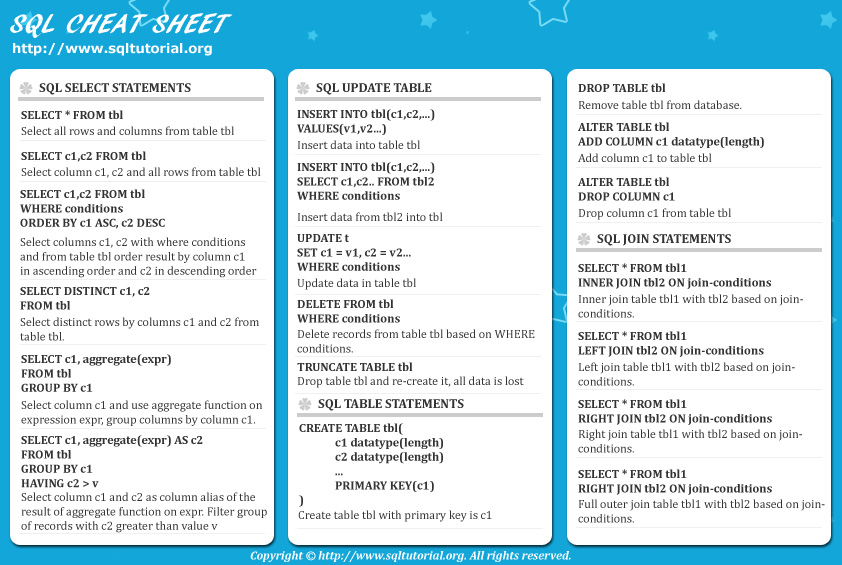 SQL CHEAT SHEET
http://www.sqltutorial.org
SQL SELECT STATEMENTS
SELECT * FROM tbl
Select all rows and columns from table tbl
SELECT c1,c2 FROM tbl
Select column c1, c2 and all rows from table tbl
SELECT c1,c2 FROM tbl
WHERE conditions
ORDER BY c1 ASC, c2 DESC
Select columns c1, c2 with where conditions
and from table tbl order result by column c1
in ascending order and c2 in descending order
SELECT DISTINCT c1, c2
FROM tbl
Select distinct rows by columns c1 and c2 from
table tbl.
SELECT c1, aggregate(expr)
FROM tbl
GROUP BY c1
Select column c1 and use aggregate function on
expression expr, group columns by column c1.
SELECT c1, aggregate(expr) AS c2
FROM tbl
GROUP BY c1
HAVING c2 > v
Select column c1 and c2 as column alias of the
result of aggregate function on expr. Filter group
of records with c2 greater than value v
SQL UPDATE TABLE
INSERT INTO tbl(c1,c2,...)
VALUES(v1,v2...)
Insert data into table tbl
INSERT INTO tbl(c1,c2,...)
SELECT c1,c2.. FROM tbl2
WHERE conditions
Insert data from tbl2 into tbl
UPDATE t
SET c1 = v1, c2 = v2...
WHERE conditions
Update data in table tbl
DELETE FROM tbl
WHERE conditions
Delete records from table tbl based on WHERE
conditions.
TRUNCATE TABLE tbl
Drop table tbl and re-create it, all data is lost
SQL TABLE STATEMENTS
CREATE TABLE tbl(
c1 datatype(length)
c2 datatype(length)
...
PRIMARY KEY(c1)
)
Create table tbl with primary key is c1
DROP TABLE tbl
Remove table tbl from database.
ALTER TABLE tbl
ADD COLUMN c1 datatype(length)
Add column c1 to table tbl
ALTER TABLE tbl
DROP COLUMN c1
Drop column c1 from table tbl
SQL JOIN STATEMENTS
SELECT * FROM tbl1
INNER JOIN tbl2 ON join-conditions
Inner join table tbl1 with tbl2 based on join-
conditions.
SELECT * FROM tbl1
LEFT JOIN tbl2 ON join-conditions
Left join table tbl1 with tbl2 based on join-
conditions.
SELECT * FROM tbl1
RIGHT JOIN tbl2 ON join-conditions
Right join table tbl1 with tbl2 based on join-
conditions.
SELECT * FROM tbl1
RIGHT JOIN tbl2 ON join-conditions
Full outer join table tbl1 with tbl2 based on join-
conditions.
Copyright © http://www.sqltutorial.org. All rights reserved.